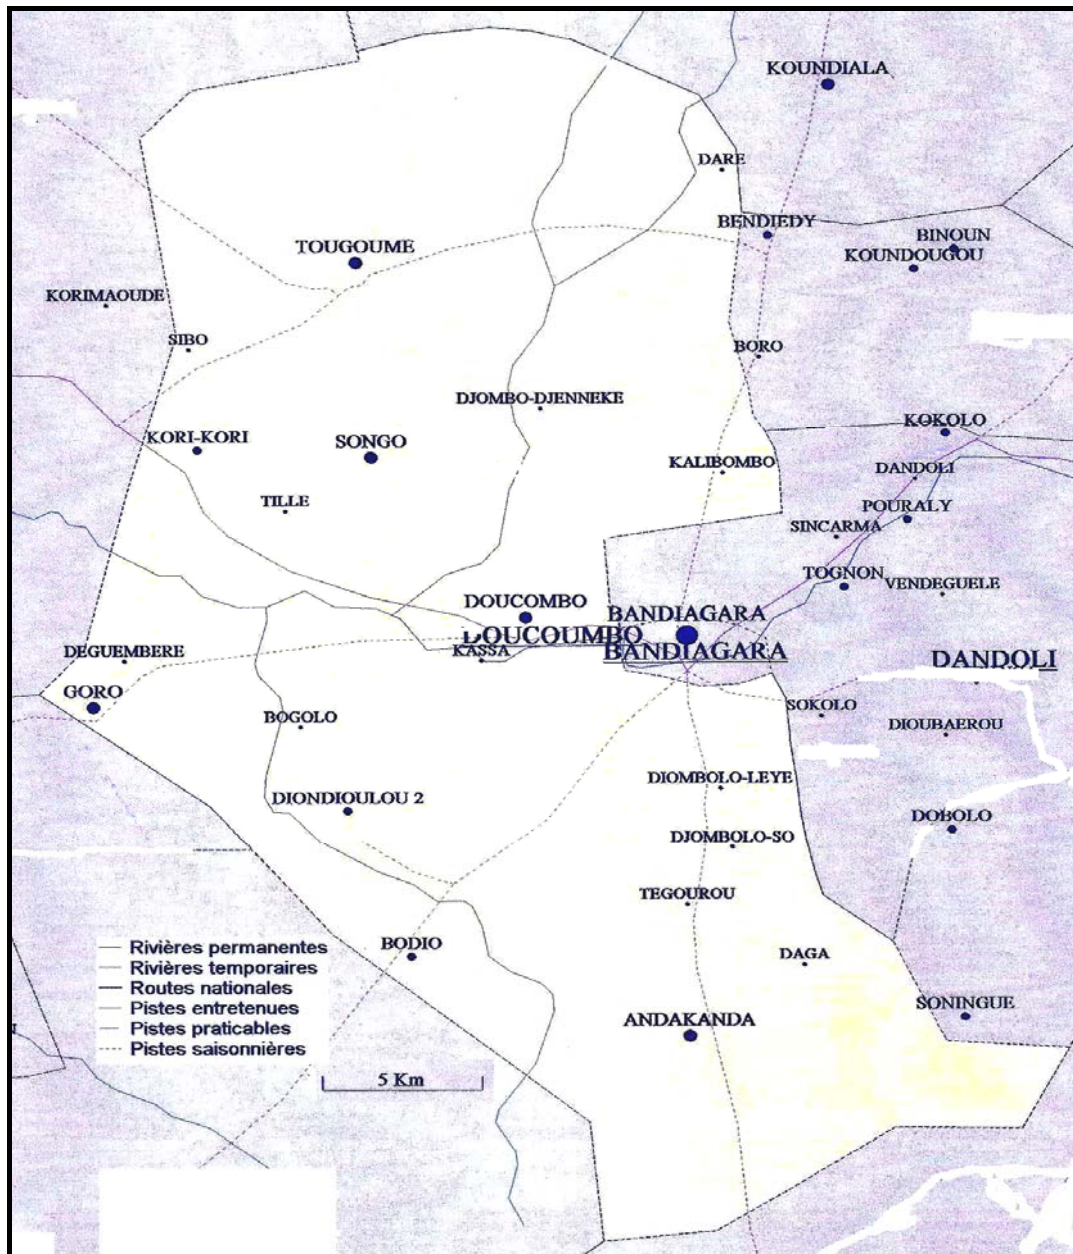 KOUNDIALA
DARE
BENDIEDY
BINOUN
KOUNDOUGOU
TOUGOUME
KORIMAOUDE
SIBO
BORO
DJOMBO-DJENNEKE
KOKOLO
KORI-KORI
SONGO
KALIBOMBO
DANDOLI
TILLE
POURALY
SINCARMA
TOGNON
VENDEGUELE
DOUCOMBO
BANDIAGARA
DOUCOUMBO
KASSA
BANDIAGARA
DEGUEMBERE
DANDOLI
GORO
SOKOLO
BOGOLO
DIOUBAEROU
DIOMBOLO-LEYE
DIONDIOULOU 2
DOBOLO
DJOMBOLO-SO
TEGOUROU
BODIO
DAGA
Rivières permanentes
Rivières temporaires
Routes nationales
Pistes entretenues
Pistes praticables
Pistes saisonnières
SONINGUE
ANDAKANDA
5 Km